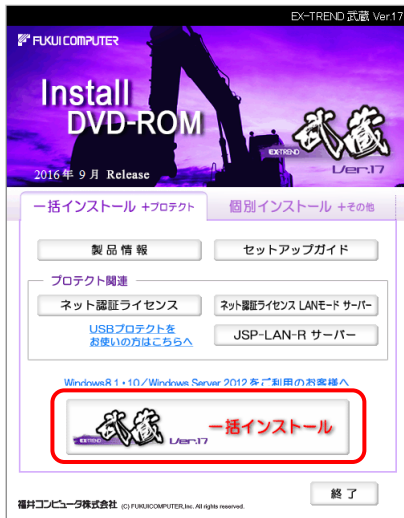 EX-TREND 武蔵 Ver.17
FUKUI COMPUTER
Install
DVD-ROM
EX-TREND 武蔵
Ver.17
2016年 9月 Release
一括インストール +プロテクト
個別インストール +その他
製品情報
セットアップガイド
プロテクト関連
ネット認証ライセンス
ネット認証ライセンス LANモード サーバー
USBプロテクトを
お使いの方はこちらへ
JSP-LAN-R サーバー
Windows8.1・10/Windows Server 2012 をご利用のお客様へ
EX-TREND 武蔵 Ver.17 一括インストール
終了
福井コンピュータ株式会社 (C) FUKUICOMPUTER,Inc. All rights reserved.